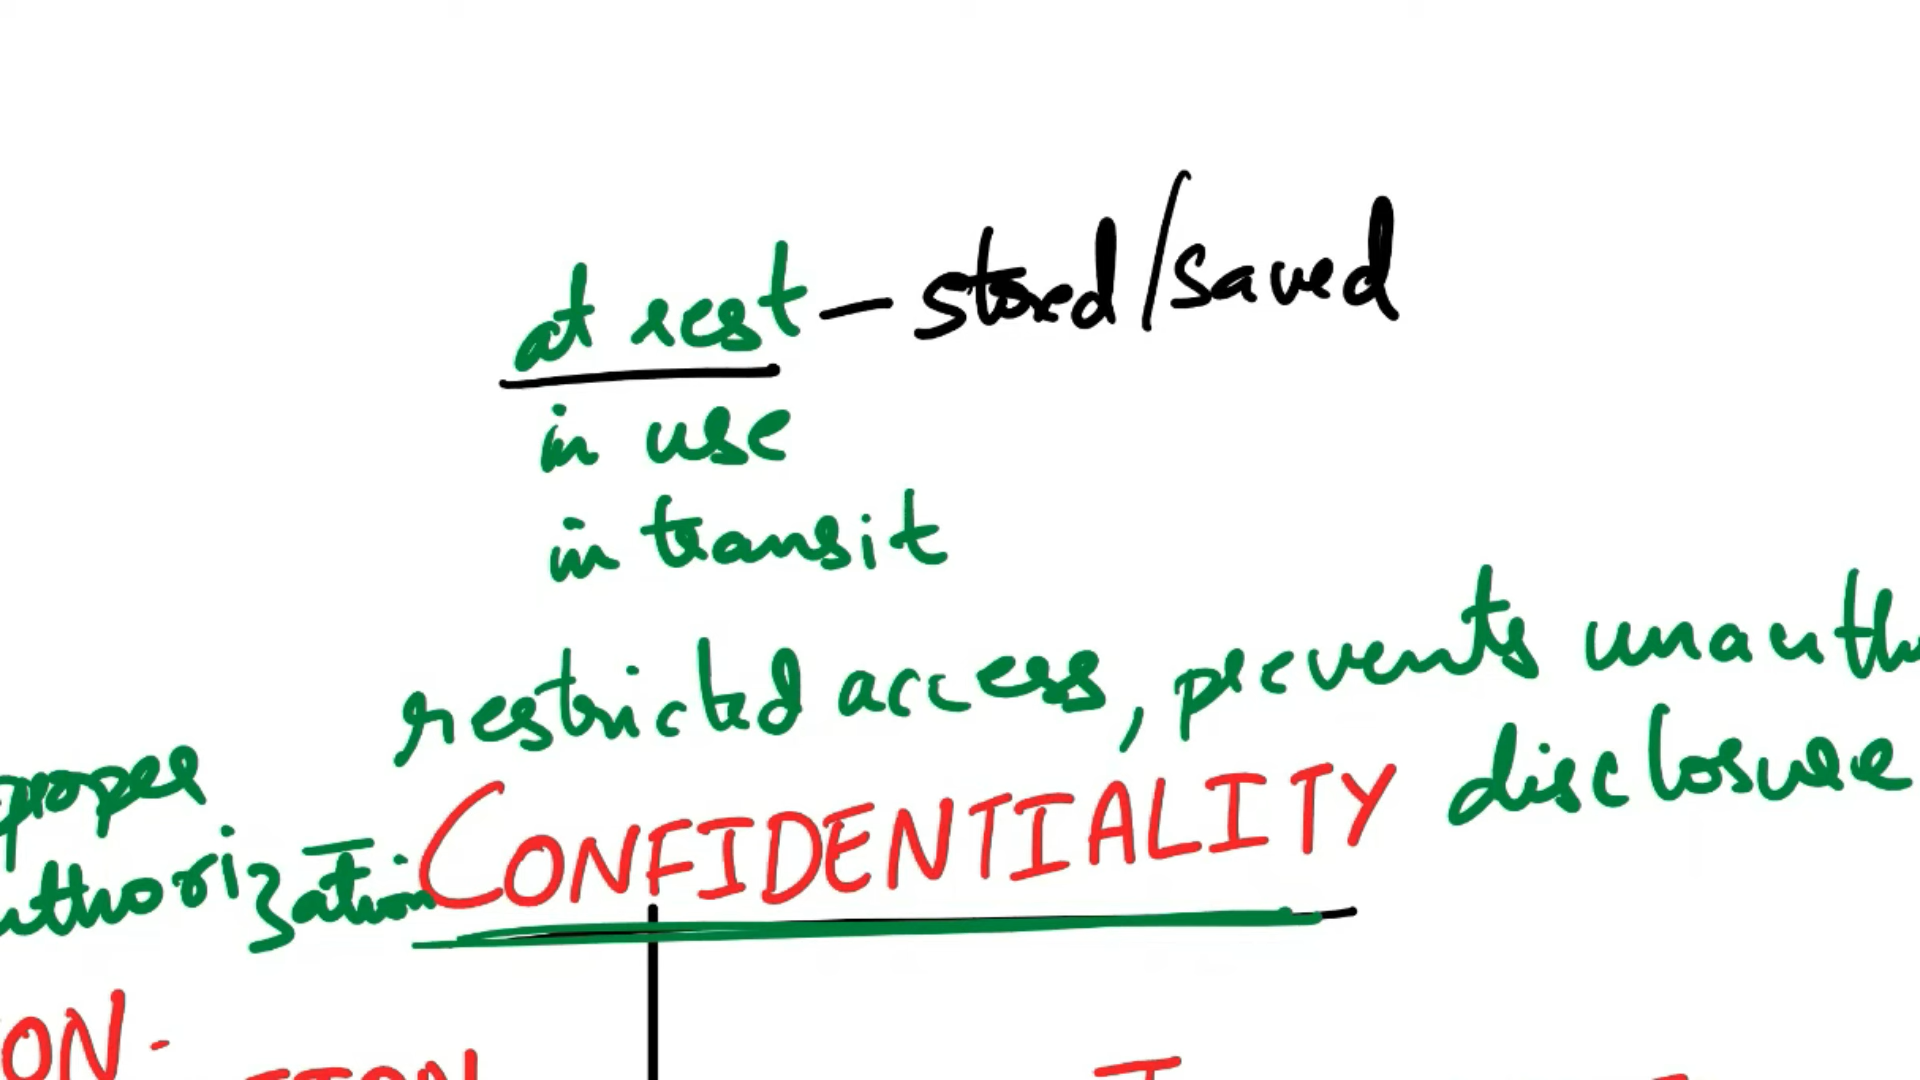 at rest - stored/saved
in use
in transit
restricted access, prevents unauth
disclosure
proper
uthorization
CONFIDENTIALITY
ON.